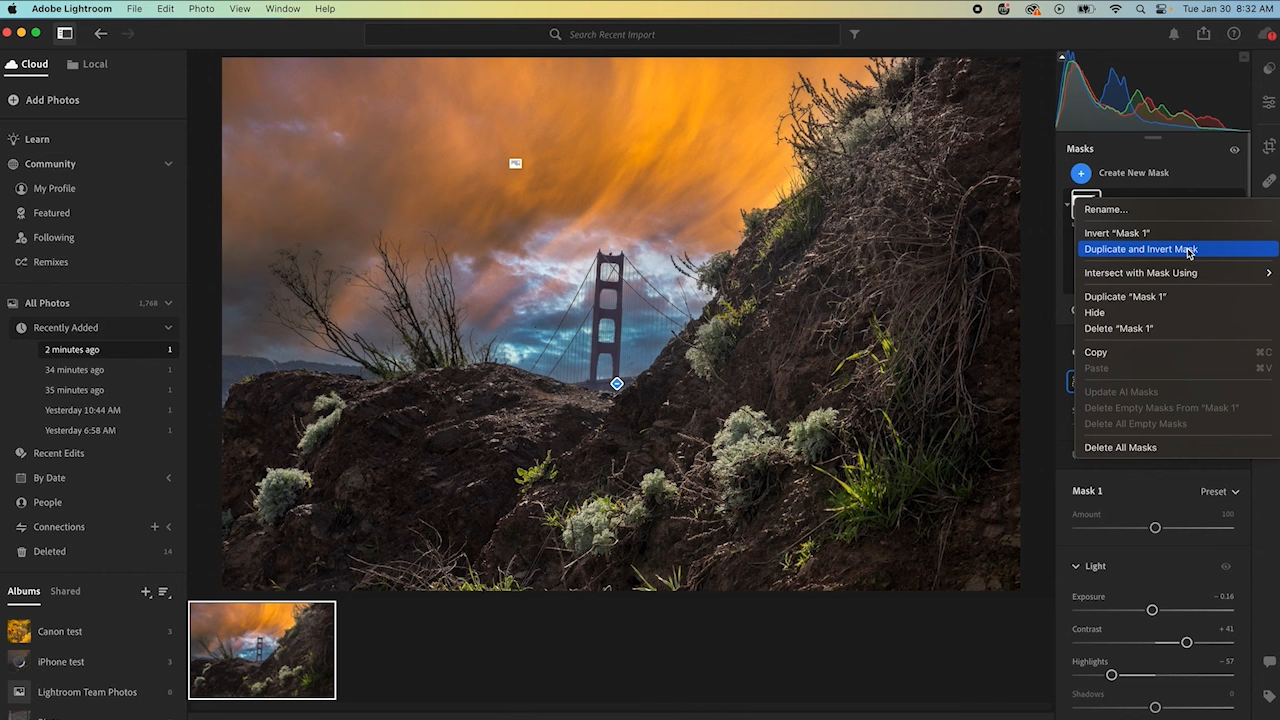 Adobe Lightroom File Edit Photo View Window Help Tue Jan 30 8:32 AM
Search Recent Import
Cloud Local
Add Photos
Learn
Community
My Profile
Featured
Following
Remixes
All Photos 1,768
Recently Added
2 minutes ago 1
34 minutes ago 1
35 minutes ago 1
Yesterday 10:44 AM 1
Yesterday 6:58 AM 1
Recent Edits
By Date
People
Connections
Deleted 14
Albums Shared
Canon test 3
iPhone test 3
Lightroom Team Photos 0
Masks
Create New Mask
Rename...
Invert “Mask 1”
Duplicate and Invert Mask
Intersect with Mask Using
Duplicate “Mask 1”
Hide
Delete “Mask 1”
Copy ⌘C
Paste ⌘V
Update AI Masks
Delete Empty Masks From “Mask 1”
Delete All Empty Masks
Delete All Masks
Mask 1 Preset
Amount 100
Light
Exposure – 0.16
Contrast + 41
Highlights – 57
Shadows 0